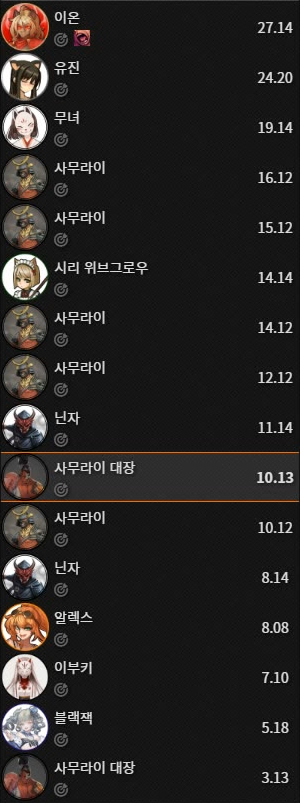 이온
27.14
유진
24.20
무녀
19.14
사무라이
16.12
사무라이
15.12
시리 위브그로우
14.14
사무라이
14.12
사무라이
12.12
닌자
11.14
사무라이 대장
10.13
사무라이
10.12
닌자
8.14
알렉스
8.08
이부키
7.10
블랙잭
5.18
사무라이 대장
3.13